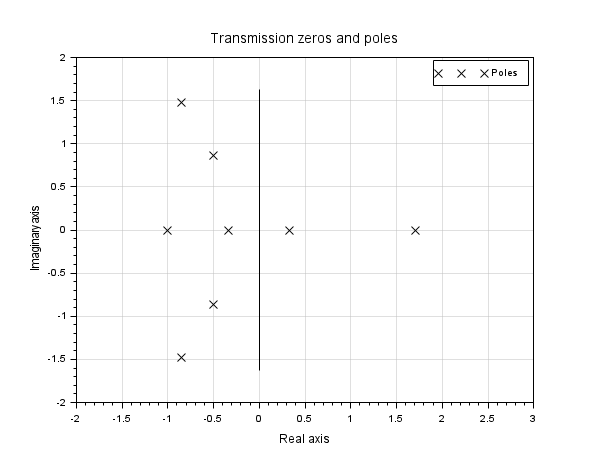 Transmission zeros and poles
Poles
2
1.5
1
0.5
0
-0.5
-1
-1.5
-2
Imaginary axis
-2 -1.5 -1 -0.5 0 0.5 1 1.5 2 2.5 3
Real axis